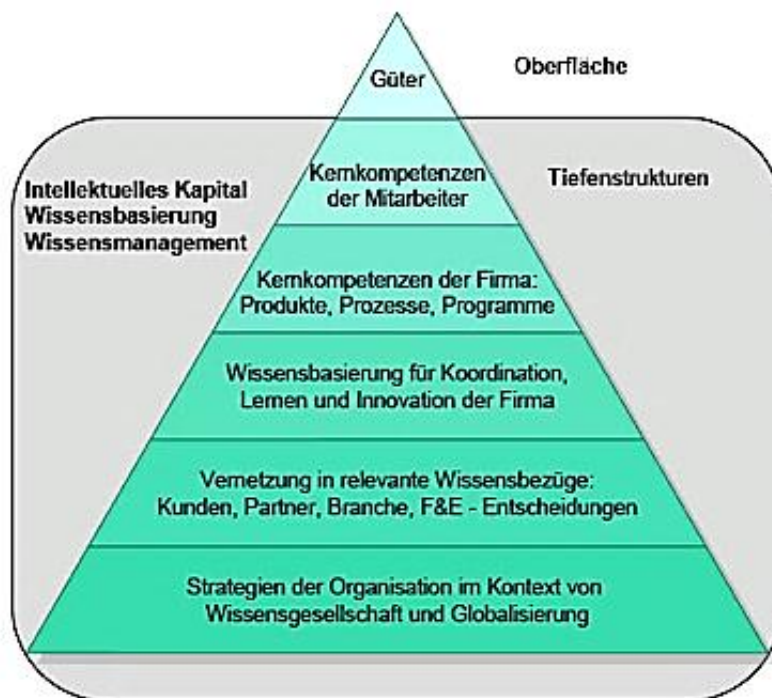 Güter
Oberfläche
Kernkompetenzen
der Mitarbeiter
Tiefenstrukturen
Intellektuelles Kapital
Wissensbasierung
Wissensmanagement
Kernkompetenzen der Firma:
Produkte, Prozesse, Programme
Wissensbasierung für Koordination,
Lernen und Innovation der Firma
Vernetzung in relevante Wissensbezüge:
Kunden, Partner, Branche, F&E - Entscheidungen
Strategien der Organisation im Kontext von
Wissensgesellschaft und Globalisierung